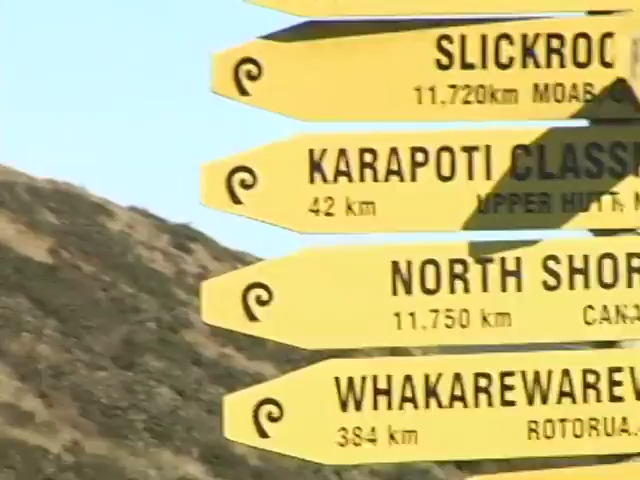 SLICKROC
11.720km MOAB,
KARAPOTI CLASSI
42 km UPPER HUTT, N
NORTH SHOR
11.750 km CANA
WHAKAREWAREW
384 km ROTORUA.